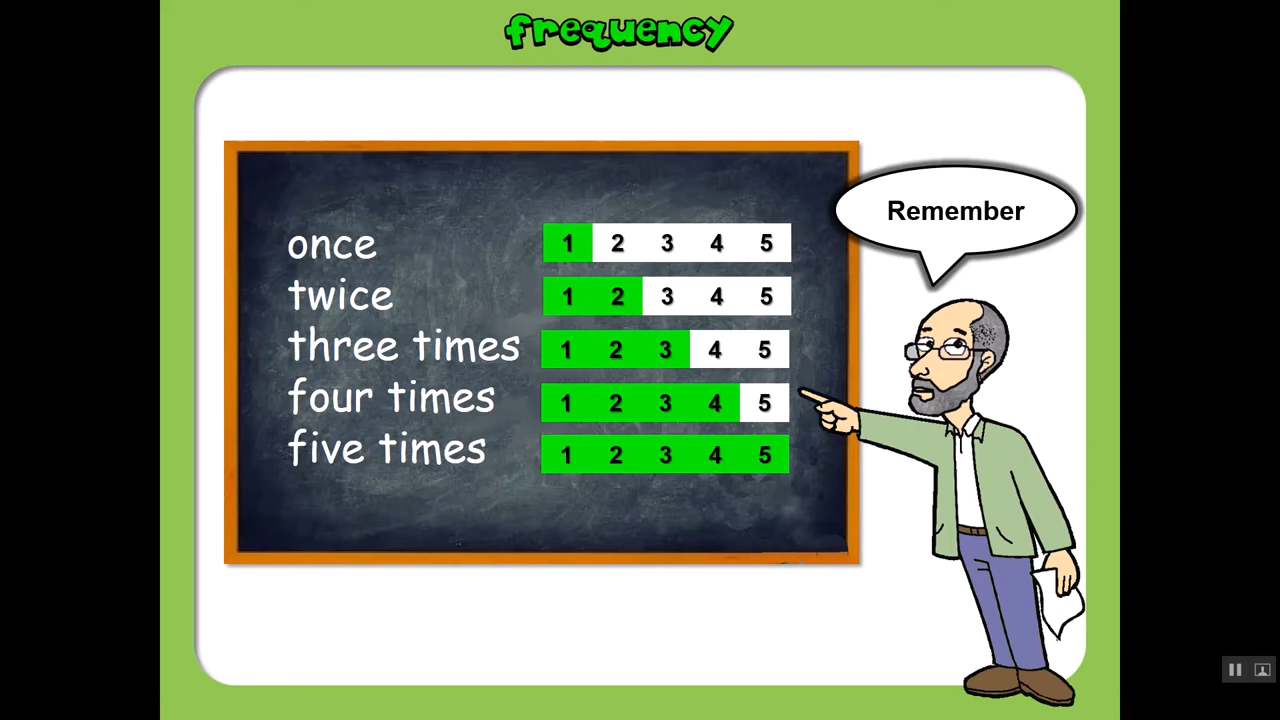 frequency
Remember
once 1 2 3 4 5
twice 1 2 3 4 5
three times 1 2 3 4 5
four times 1 2 3 4 5
five times 1 2 3 4 5